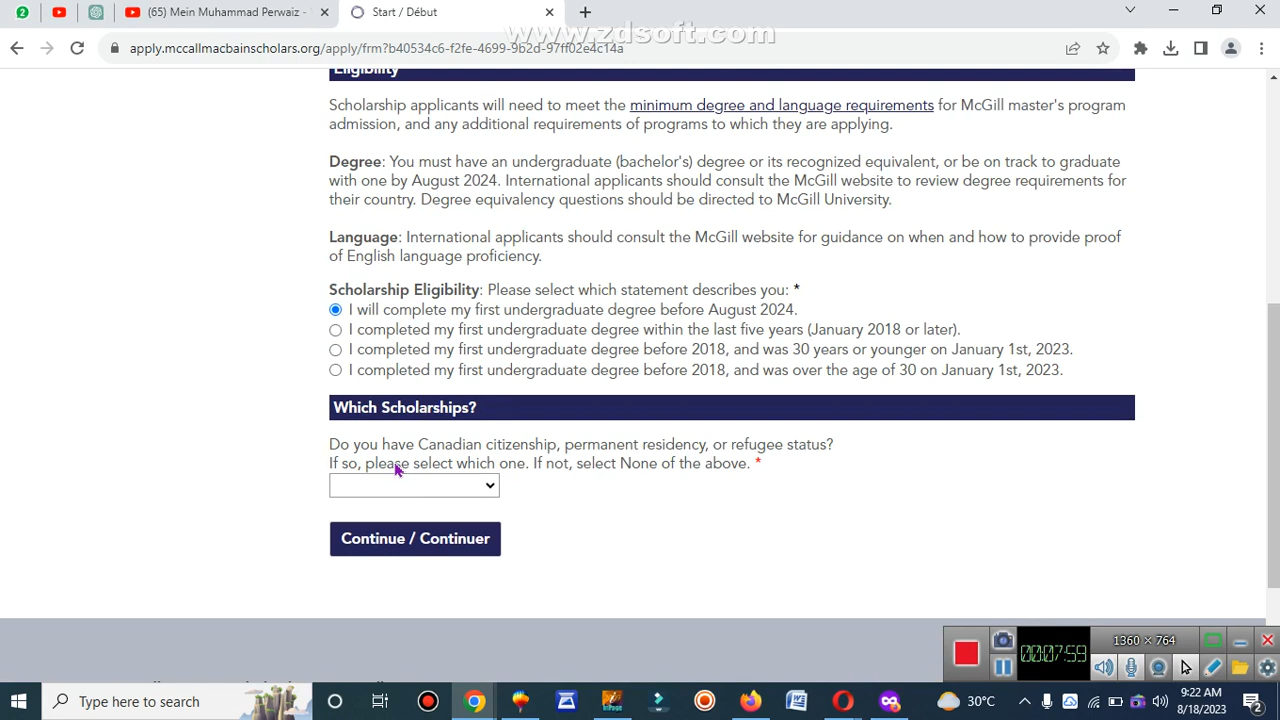 (65) Mein Muhammad Perwaiz -
Start / Début
www.zdsoft.com
apply.mccallmacbainscholars.org/apply/frm?b40534c6-f2fe-4699-9b2d-97ff02e4c14a
Eligibility
Scholarship applicants will need to meet the minimum degree and language requirements for McGill master's program
admission, and any additional requirements of programs to which they are applying.
Degree: You must have an undergraduate (bachelor's) degree or its recognized equivalent, or be on track to graduate
with one by August 2024. International applicants should consult the McGill website to review degree requirements for
their country. Degree equivalency questions should be directed to McGill University.
Language: International applicants should consult the McGill website for guidance on when and how to provide proof
of English language proficiency.
Scholarship Eligibility: Please select which statement describes you: *
I will complete my first undergraduate degree before August 2024.
I completed my first undergraduate degree within the last five years (January 2018 or later).
I completed my first undergraduate degree before 2018, and was 30 years or younger on January 1st, 2023.
I completed my first undergraduate degree before 2018, and was over the age of 30 on January 1st, 2023.
Which Scholarships?
Do you have Canadian citizenship, permanent residency, or refugee status?
If so, please select which one. If not, select None of the above. *
Continue / Continuer
00:07:59
1360 × 764
Type here to search
30°C
9:22 AM
8/18/2023
2